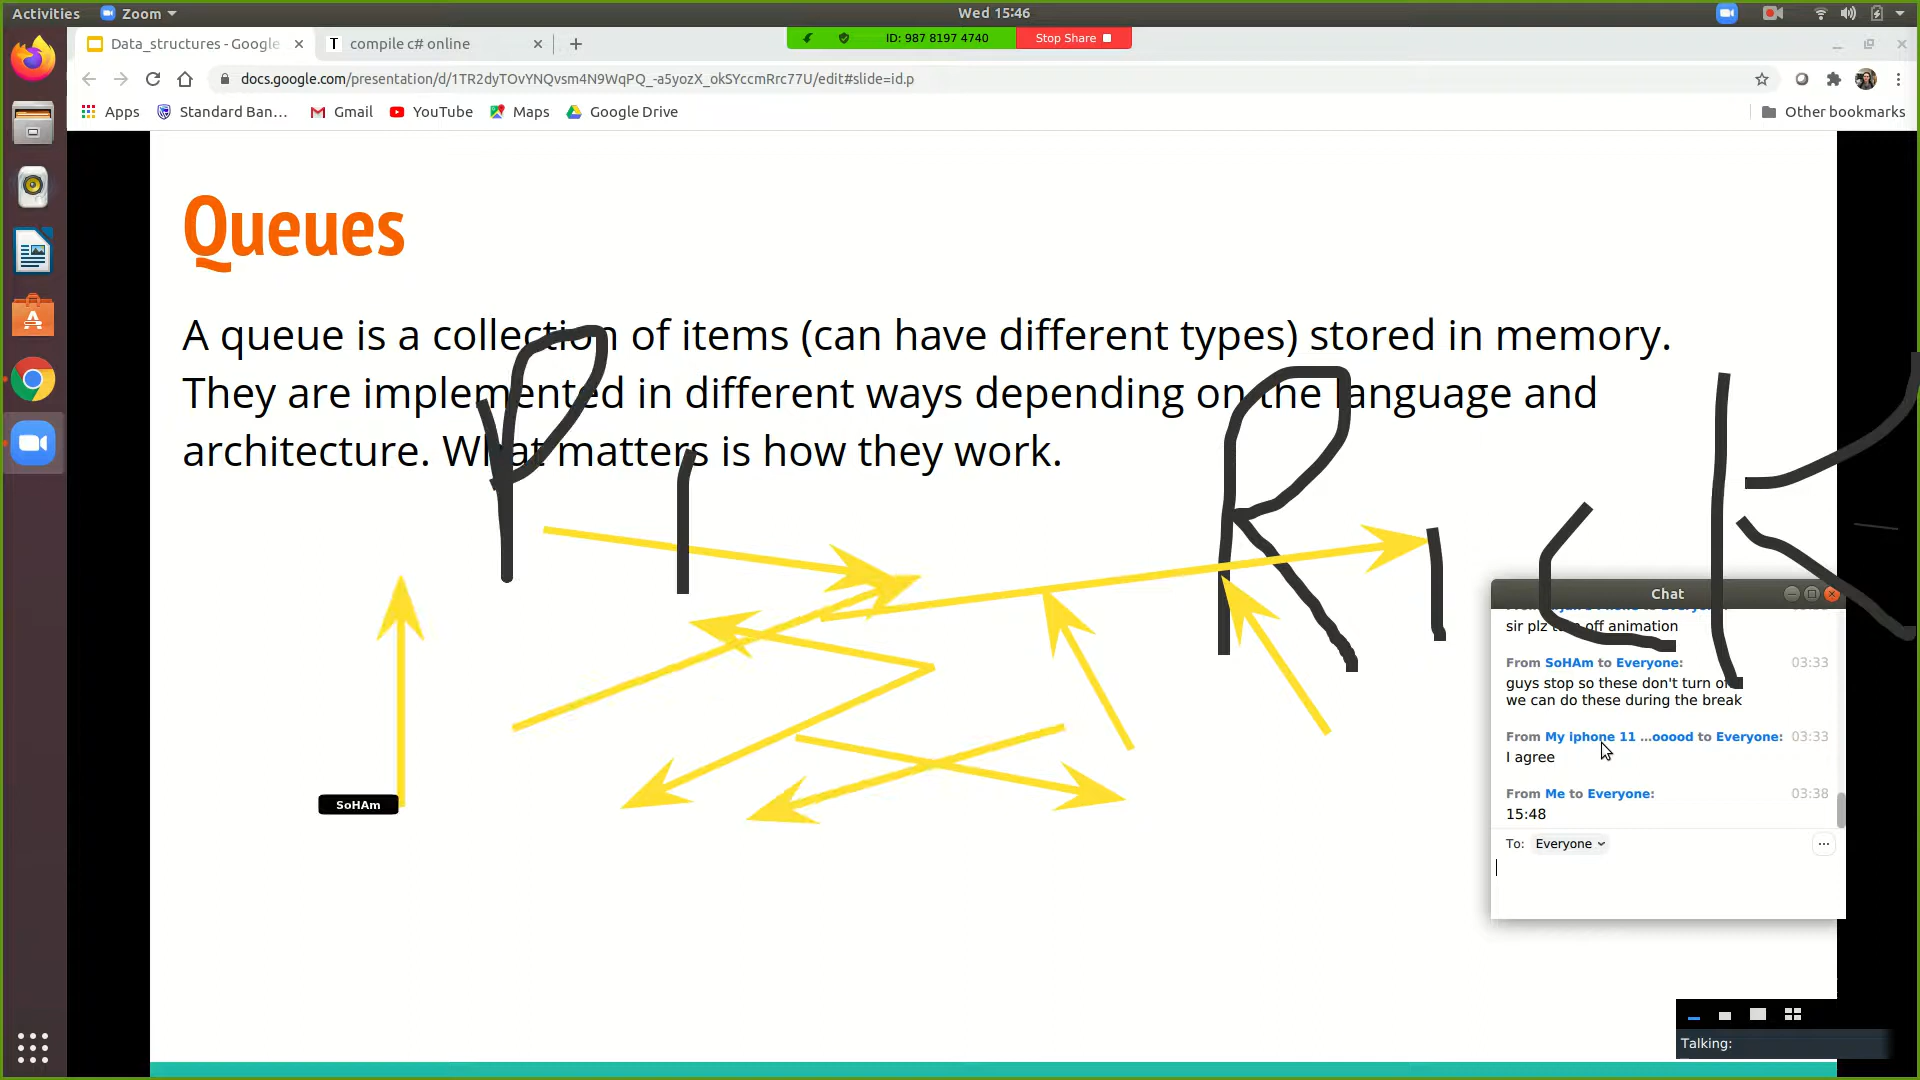 Activities Zoom Wed 15:46
Data_structures - Google
T compile c# online
ID: 987 8197 4740 Stop Share
docs.google.com/presentation/d/1TR2dyTOvYNQvsm4N9WqPQ_-a5yozX_okSYccmRrc77U/edit#slide=id.p
Apps Standard Ban... Gmail YouTube Maps Google Drive Other bookmarks
Queues
A queue is a collection of items (can have different types) stored in memory.
They are implemented in different ways depending on the language and
architecture. What matters is how they work.
Pi Rick
SoHAm
Chat
sir plz turn off animation
From SoHAm to Everyone: 03:33
guys stop so these don't turn off
we can do these during the break
From My iphone 11 ...ooood to Everyone: 03:33
I agree
From Me to Everyone: 03:38
15:48
To: Everyone
Talking: